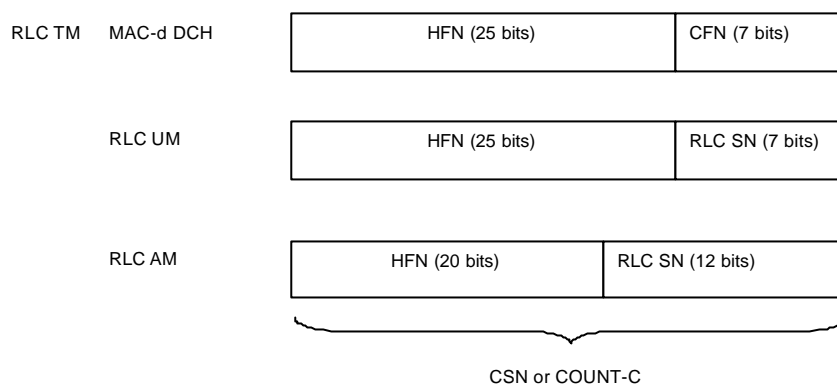 RLC TM MAC-d DCH HFN (25 bits) CFN (7 bits)
RLC UM HFN (25 bits) RLC SN (7 bits)
RLC AM HFN (20 bits) RLC SN (12 bits)
CSN or COUNT-C